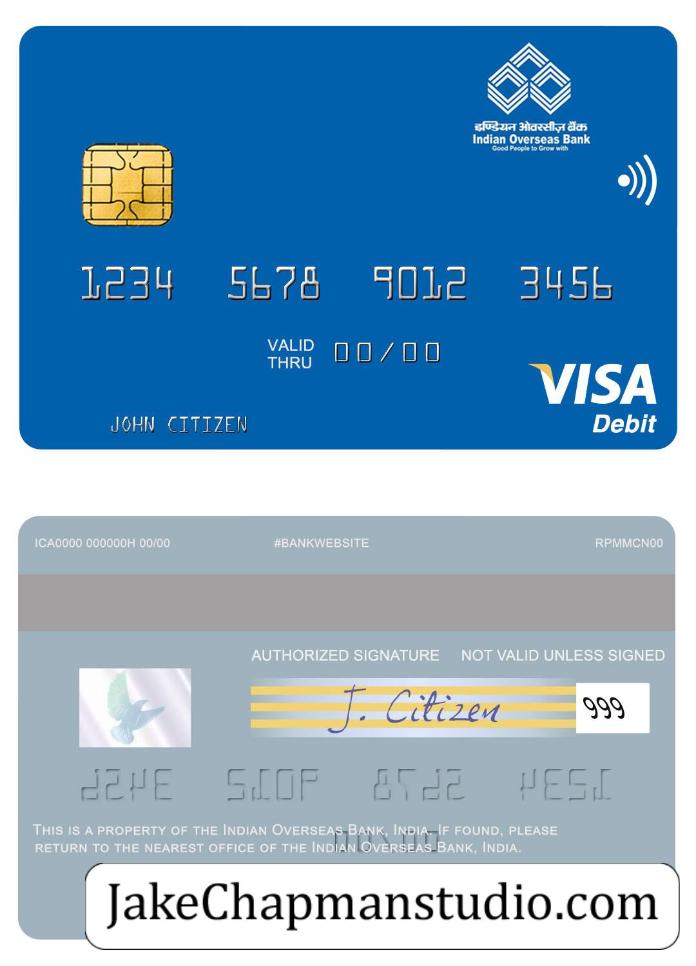 इण्डियन ओवरसीज़ बैंक
Indian Overseas Bank
Good People to Grow with
1234 5678 9012 3456
VALID THRU 00/00
VISA
Debit
JOHN CITIZEN
ICA0000 000000H 00/00 #BANKWEBSITE RPMMCN00
AUTHORIZED SIGNATURE NOT VALID UNLESS SIGNED
J. Citizen 999
THIS IS A PROPERTY OF THE INDIAN OVERSEAS BANK, INDIA. IF FOUND, PLEASE
RETURN TO THE NEAREST OFFICE OF THE INDIAN OVERSEAS BANK, INDIA.
JakeChapmanstudio.com